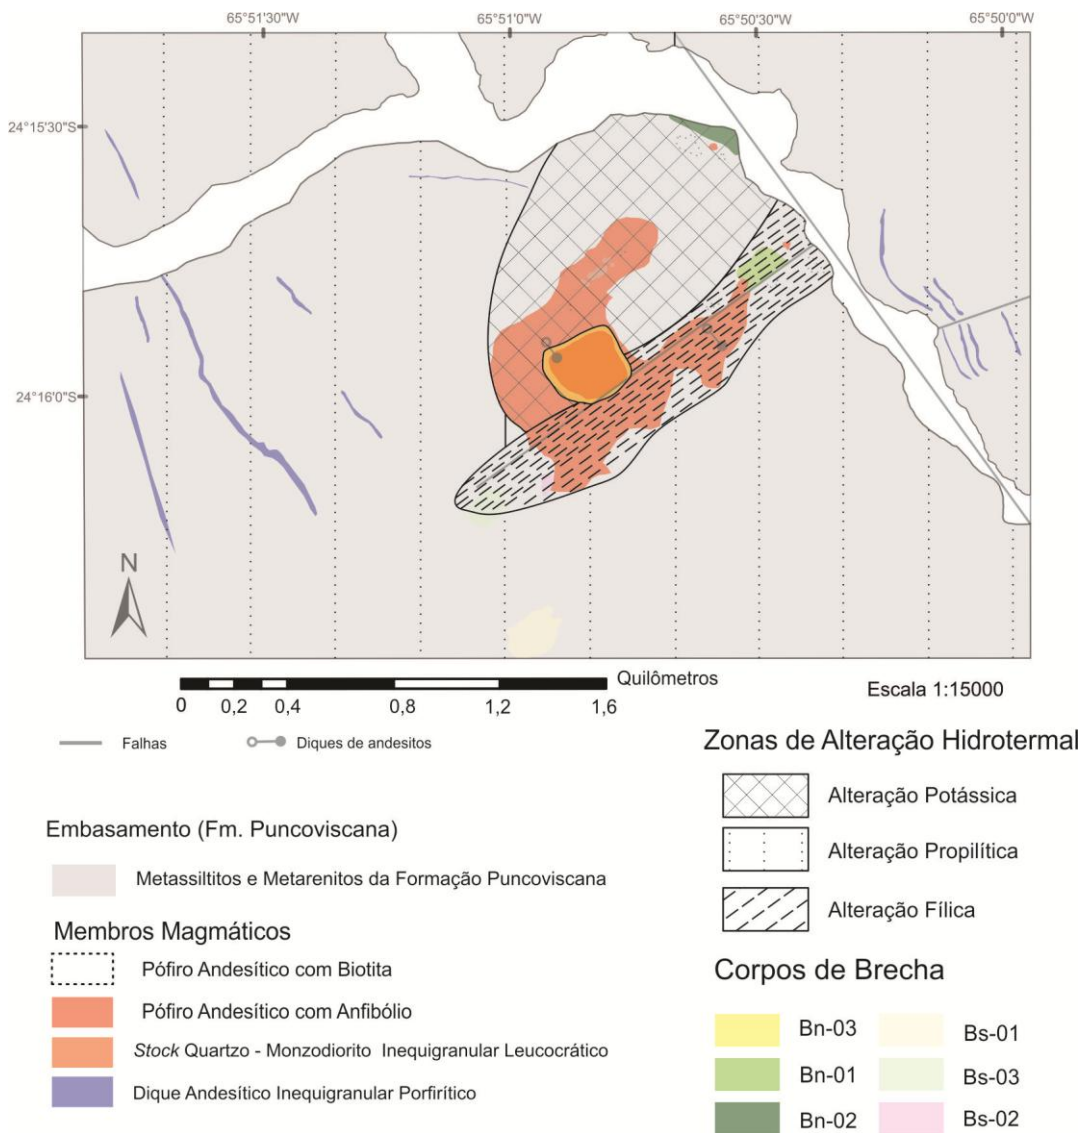 65°51'30"W 65°51'0"W 65°50'30"W 65°50'0"W
24°15'30"S
24°16'0"S
N
Quilômetros
0 0,2 0,4 0,8 1,2 1,6
Escala 1:15000
Falhas
Diques de andesitos
Zonas de Alteração Hidrotermal
Alteração Potássica
Alteração Propilítica
Alteração Fílica
Embasamento (Fm. Puncoviscana)
Metassiltitos e Metarenitos da Formação Puncoviscana
Membros Magmáticos
Pófiro Andesítico com Biotita
Pófiro Andesítico com Anfibólio
Stock Quartzo - Monzodiorito Inequigranular Leucocrático
Dique Andesítico Inequigranular Porfirítico
Corpos de Brecha
Bn-03 Bs-01
Bn-01 Bs-03
Bn-02 Bs-02